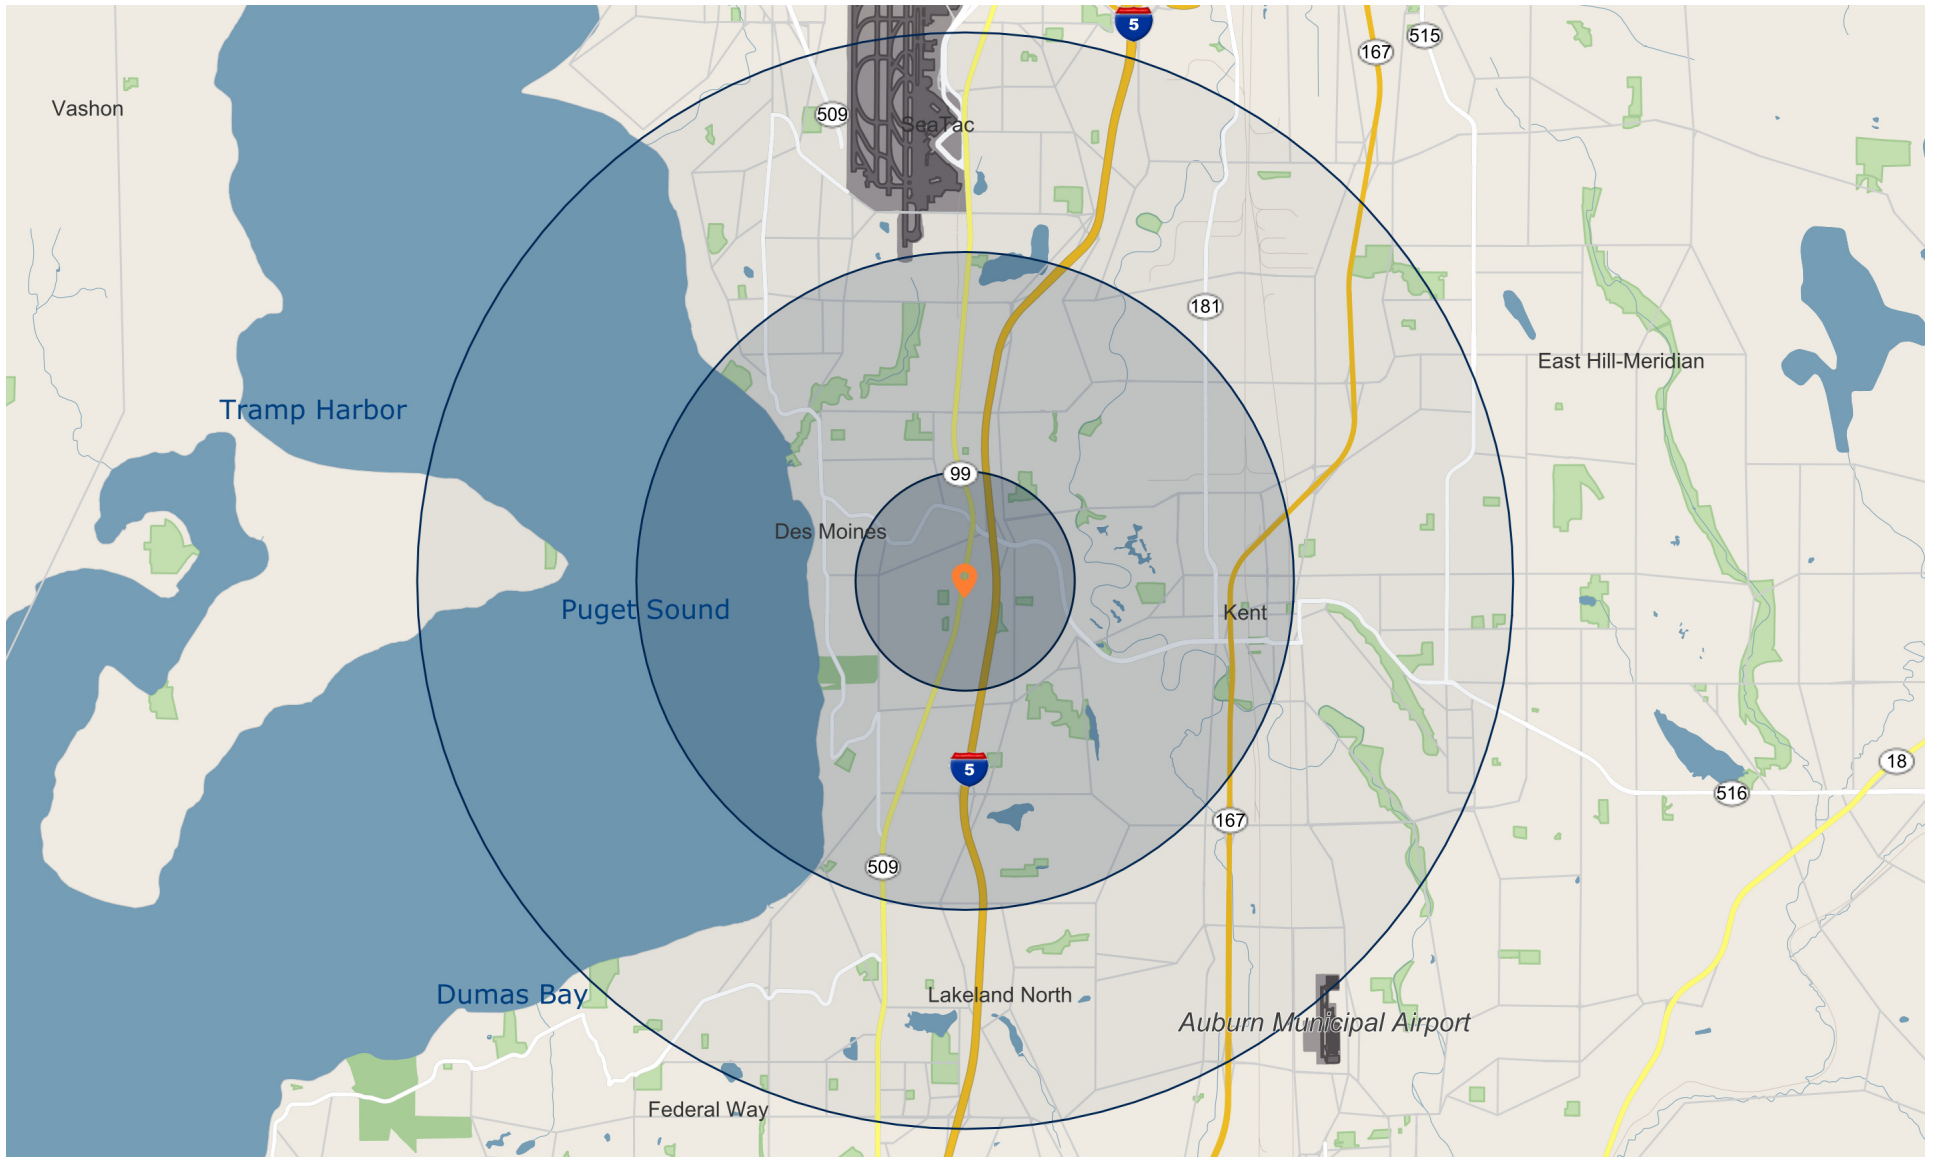 5
515
167
Vashon
509
SeaTac
181
East Hill-Meridian
Tramp Harbor
99
Des Moines
Puget Sound
Kent
18
5
516
167
509
Dumas Bay
Lakeland North
Auburn Municipal Airport
Federal Way